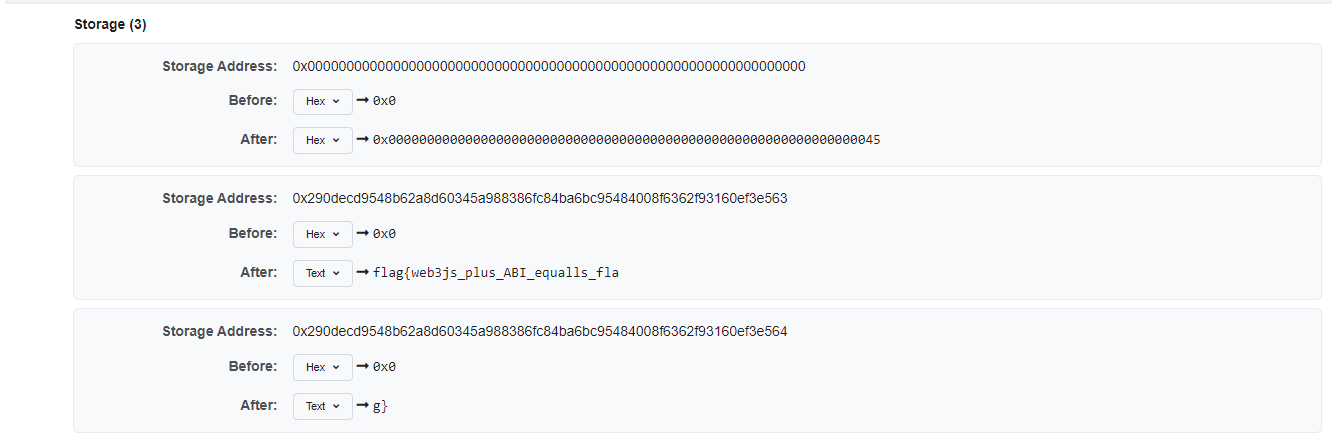 Storage (3)
Storage Address: 0x0000000000000000000000000000000000000000000000000000000000000000
Before: Hex → 0x0
After: Hex → 0x0000000000000000000000000000000000000000000000000000000000000045
Storage Address: 0x290decd9548b62a8d60345a988386fc84ba6bc95484008f6362f93160ef3e563
Before: Hex → 0x0
After: Text → flag{web3js_plus_ABI_equalls_fla
Storage Address: 0x290decd9548b62a8d60345a988386fc84ba6bc95484008f6362f93160ef3e564
Before: Hex → 0x0
After: Text → g}